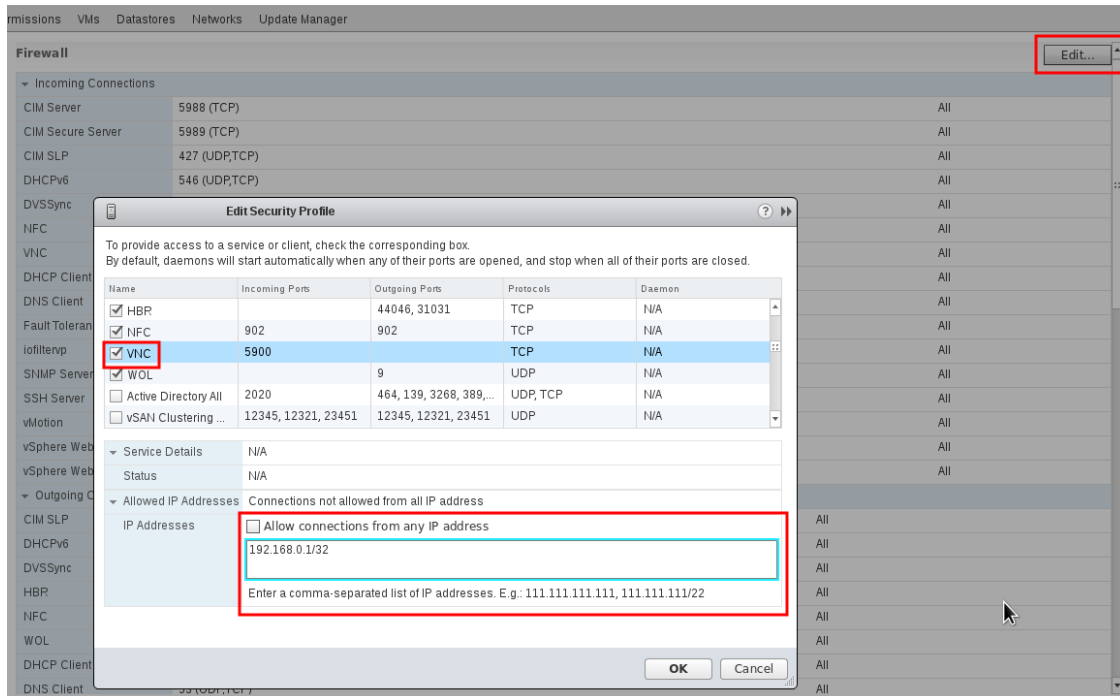 rmissions VMs Datastores Networks Update Manager
Firewall
Edit...
Incoming Connections
CIM Server 5988 (TCP) All
CIM Secure Server 5989 (TCP) All
CIM SLP 427 (UDP,TCP) All
DHCPv6 546 (UDP,TCP) All
DVSSync All
NFC All
VNC All
DHCP Client All
DNS Client All
Fault Toleran All
iofiltervp All
SNMP Server All
SSH Server All
vMotion All
vSphere Web All
vSphere Web All
Outgoing C
CIM SLP All
DHCPv6 All
DVSSync All
HBR All
NFC All
WOL All
DHCP Client All
DNS Client 53 (UDP,TCP) All
Edit Security Profile
?
To provide access to a service or client, check the corresponding box.
By default, daemons will start automatically when any of their ports are opened, and stop when all of their ports are closed.
Name Incoming Ports Outgoing Ports Protocols Daemon
HBR 44046, 31031 TCP N/A
NFC 902 902 TCP N/A
VNC 5900 TCP N/A
WOL 9 UDP N/A
Active Directory All 2020 464, 139, 3268, 389,... UDP, TCP N/A
vSAN Clustering ... 12345, 12321, 23451 12345, 12321, 23451 UDP N/A
Service Details N/A
Status N/A
Allowed IP Addresses Connections not allowed from all IP address
IP Addresses Allow connections from any IP address
192.168.0.1/32
Enter a comma-separated list of IP addresses. E.g.: 111.111.111.111, 111.111.111/22
OK Cancel